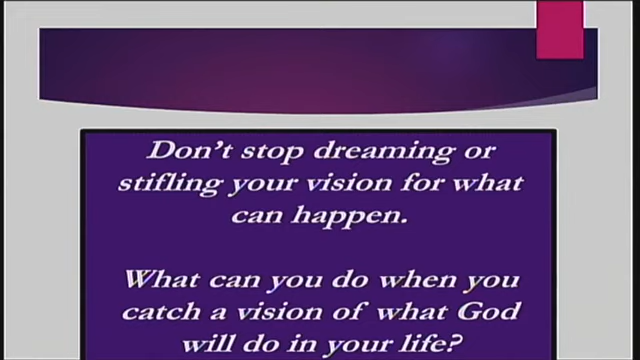 Don't stop dreaming or
stifling your vision for what
can happen.
What can you do when you
catch a vision of what God
will do in your life?